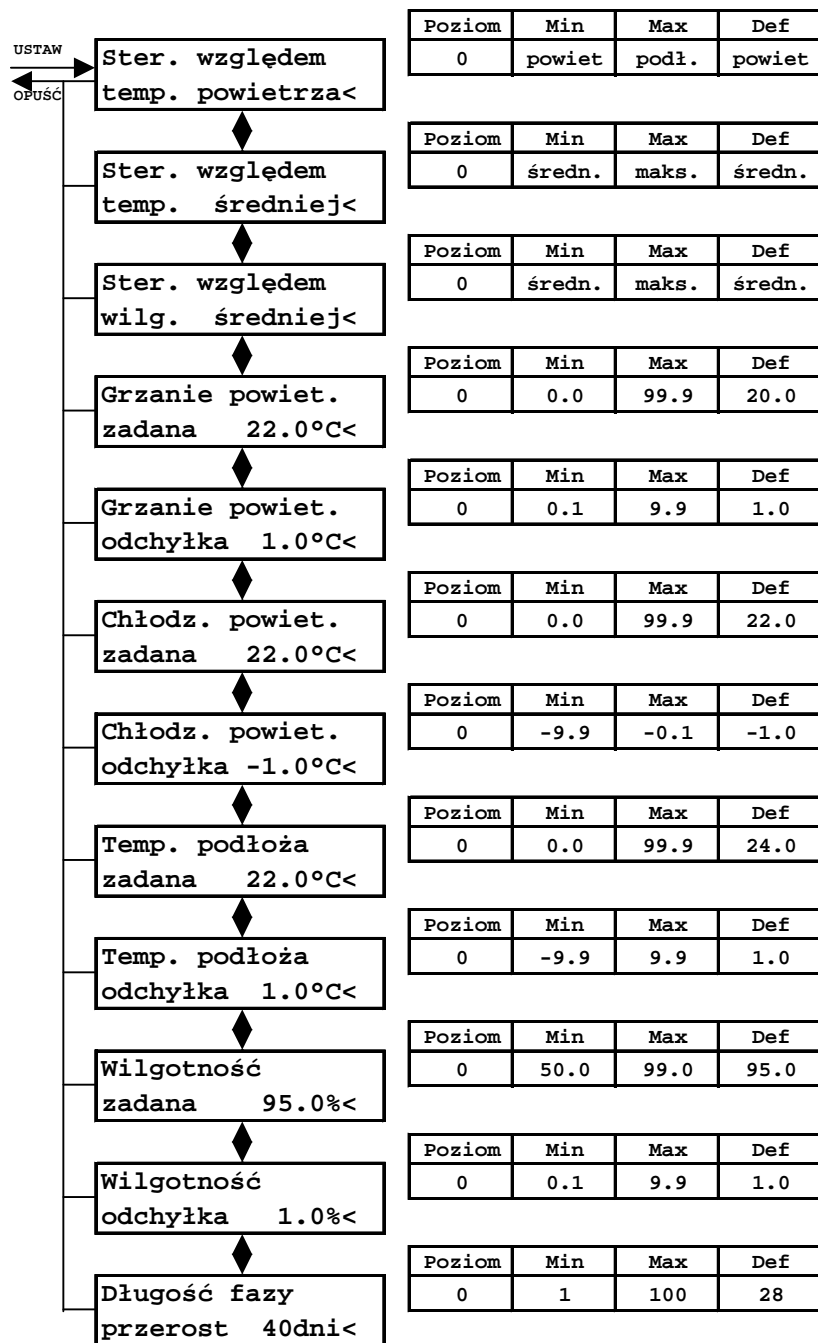 Poziom Min Max Def
USTAW
Ster. względem
temp. powietrza<
0 powiet podł. powiet
OPUŚĆ
Poziom Min Max Def
Ster. względem
temp. średniej<
0 średn. maks. średn.
Poziom Min Max Def
Ster. względem
wilg. średniej<
0 średn. maks. średn.
Poziom Min Max Def
Grzanie powiet.
zadana 22.0°C<
0 0.0 99.9 20.0
Poziom Min Max Def
Grzanie powiet.
odchyłka 1.0°C<
0 0.1 9.9 1.0
Poziom Min Max Def
Chłodz. powiet.
zadana 22.0°C<
0 0.0 99.9 22.0
Poziom Min Max Def
Chłodz. powiet.
odchyłka -1.0°C<
0 -9.9 -0.1 -1.0
Poziom Min Max Def
Temp. podłoża
zadana 22.0°C<
0 0.0 99.9 24.0
Poziom Min Max Def
Temp. podłoża
odchyłka 1.0°C<
0 -9.9 9.9 1.0
Poziom Min Max Def
Wilgotność
zadana 95.0%<
0 50.0 99.0 95.0
Poziom Min Max Def
Wilgotność
odchyłka 1.0%<
0 0.1 9.9 1.0
Poziom Min Max Def
Długość fazy
przerost 40dni<
0 1 100 28